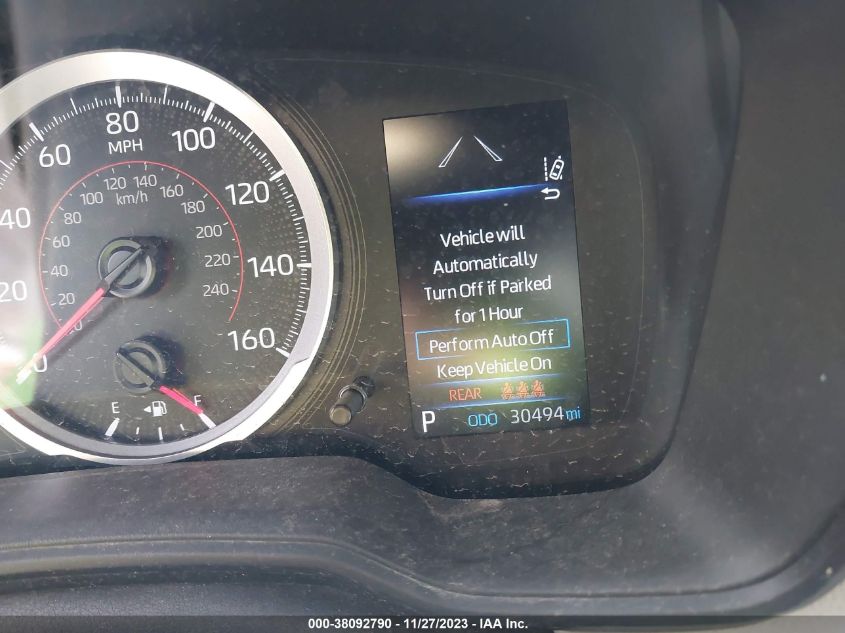 80
MPH
60
100
40
120
20
140
0
160
120 140
100
160
km/h
80
180
60
200
40
220
20
240
0
E
F
Vehicle will
Automatically
Turn Off if Parked
for 1 Hour
Perform Auto Off
Keep Vehicle On
REAR
P ODO 30494 mi
000-38092790 - 11/27/2023 - IAA Inc.